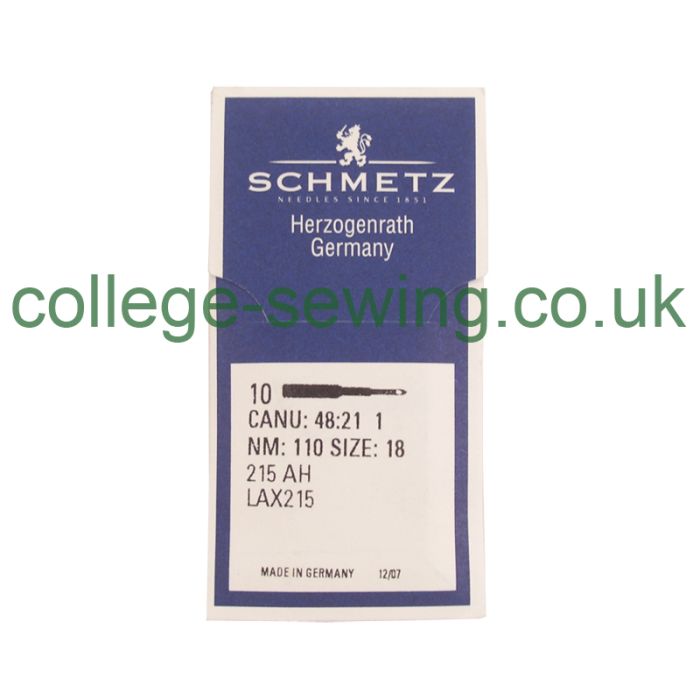 SCHMETZ
NEEDLES SINCE 1851
Herzogenrath
Germany
college-sewing.co.uk
10
CANU: 48:21 1
NM: 110 SIZE: 18
215 AH
LAX215
MADE IN GERMANY 12/07